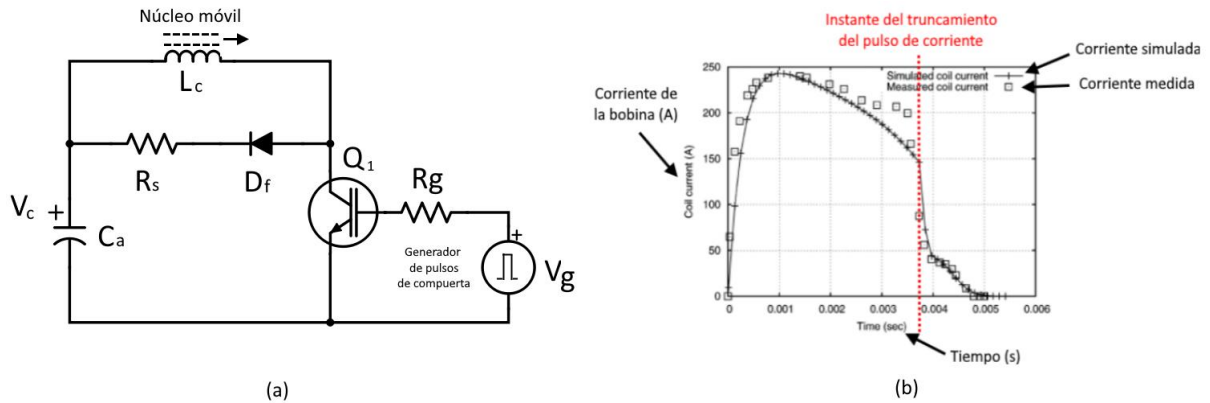 Núcleo móvil
Lc
Rs
Df
Q1
Rg
Vc
+
Ca
Generador
de pulsos
de compuerta
+
Vg
(a)
Instante del truncamiento
del pulso de corriente
Corriente simulada
Corriente medida
Corriente de
la bobina (A)
Simulated coil current
Measured coil current
Coil current (A)
250
200
150
100
50
0
0 0.001 0.002 0.003 0.004 0.005 0.006
Time (sec)
Tiempo (s)
(b)